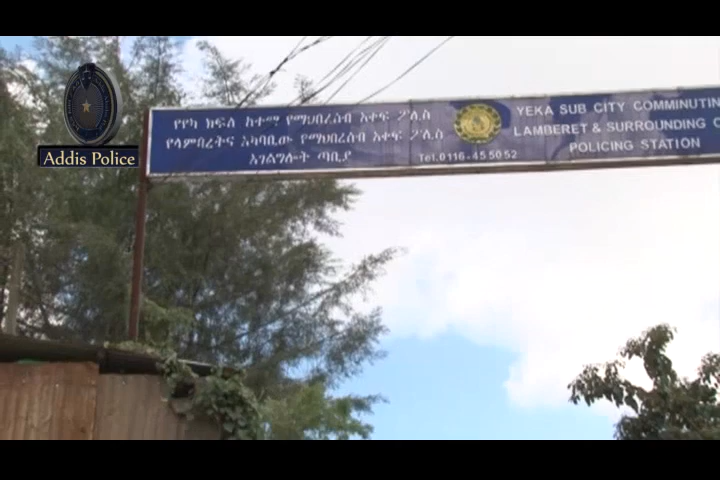 Addis Police
የየካ ክፍለ ከተማ የማህበረሰብ አቀፍ ፖሊስ
የላምበረትና አካባቢው የማህበረሰብ አቀፍ ፖሊስ
አገልግሎት ጣቢያ
Tel.0116-45 50 52
YEKA SUB CITY COMMINUTIN
LAMBERET & SURROUNDING C
POLICING STATION